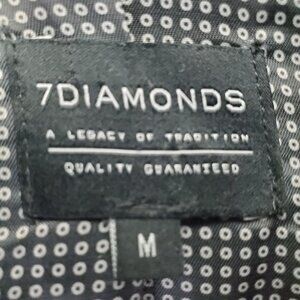 7DIAMONDS
A LEGACY OF TRADITION
QUALITY GUARANTEED
M